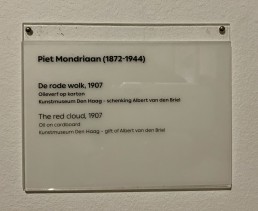 Piet Mondriaan (1872-1944)
De rode wolk, 1907
Olieverf op karton
Kunstmuseum Den Haag - schenking Albert van den Briel
The red cloud, 1907
Oil on cardboard
Kunstmuseum Den Haag - gift of Albert van den Briel